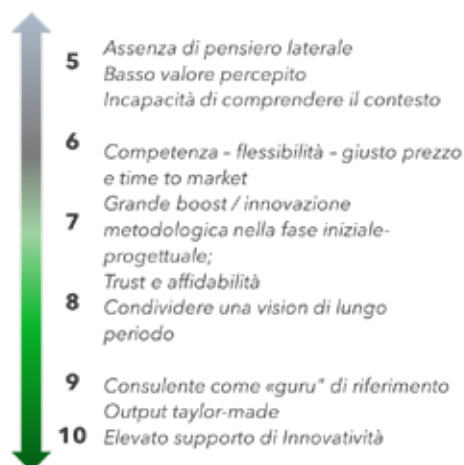 5
Assenza di pensiero laterale
Basso valore percepito
Incapacità di comprendere il contesto
6
Competenza – flessibilità – giusto prezzo
e time to market
Grande boost / innovazione
7
metodologica nella fase iniziale-
progettuale;
Trust e affidabilità
8
Condividere una vision di lungo
periodo
9
Consulente come «guru" di riferimento
Output taylor-made
10
Elevato supporto di Innovatività